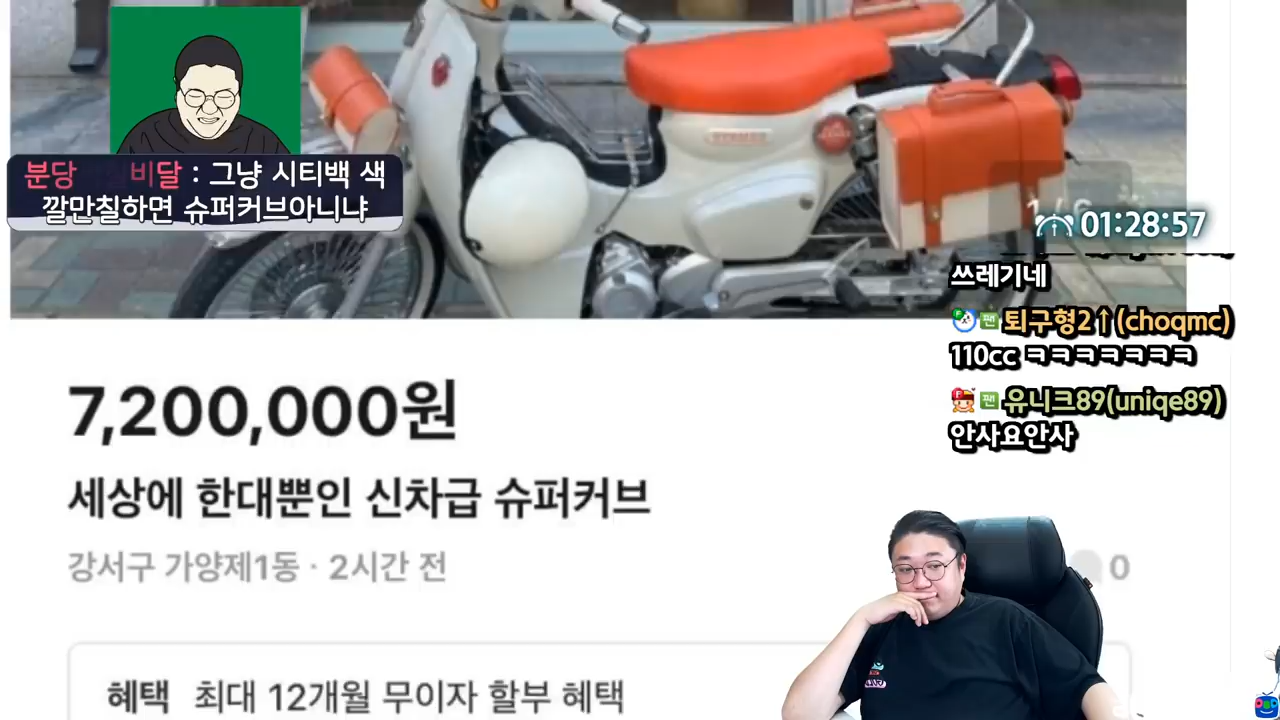 분당 비달 : 그냥 시티백 색
깔만칠하면 슈퍼커브아니냐
01:28:57
쓰레기네
퇴구형2↑(choqmc)
110cc ㅋㅋㅋㅋㅋㅋㅋ
유니크89(uniqe89)
안사요안사
7,200,000원
세상에 한대뿐인 신차급 슈퍼커브
강서구 가양제1동 · 2시간 전
0
혜택 최대 12개월 무이자 할부 혜택